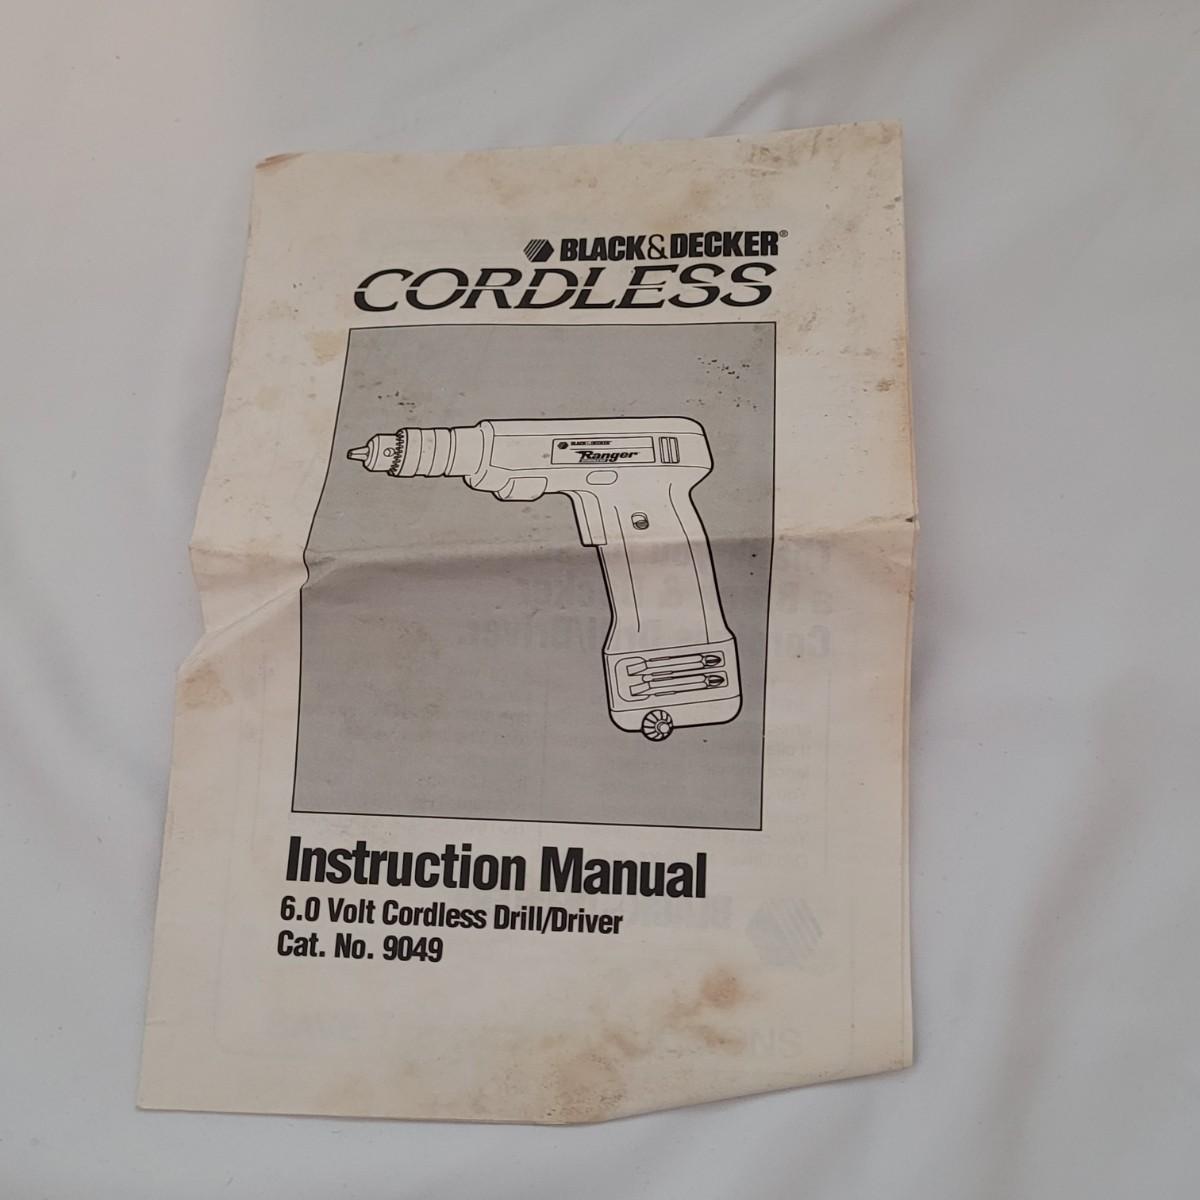 BLACK&DECKER®
CORDLESS
BLACK&DECKER
Ranger
Instruction Manual
6.0 Volt Cordless Drill/Driver
Cat. No. 9049